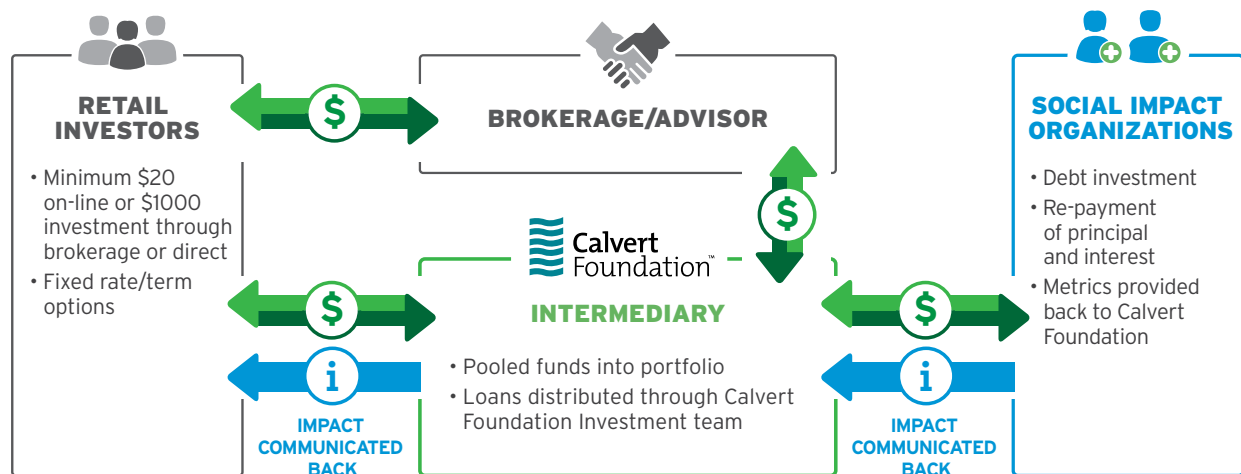 RETAIL
INVESTORS
• Minimum $20
on-line or $1000
investment through
brokerage or direct
• Fixed rate/term
options
$
BROKERAGE/ADVISOR
$
Calvert
Foundation™
INTERMEDIARY
• Pooled funds into portfolio
• Loans distributed through Calvert
Foundation Investment team
$
i
IMPACT
COMMUNICATED
BACK
$
i
IMPACT
COMMUNICATED
BACK
SOCIAL IMPACT
ORGANIZATIONS
• Debt investment
• Re-payment
of principal
and interest
• Metrics provided
back to Calvert
Foundation